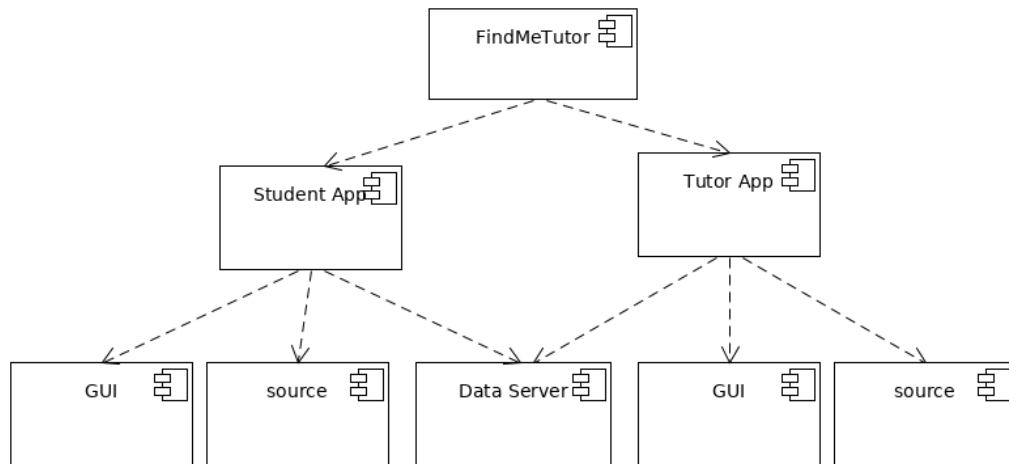 FindMeTutor
Student App
Tutor App
GUI
source
Data Server
GUI
source